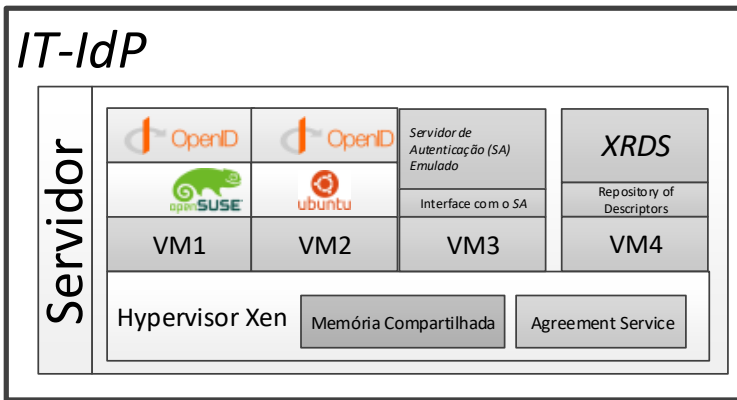 IT-IdP
Servidor
OpenID
OpenID
Servidor de
Autenticação (SA)
Emulado
XRDS
openSUSE
ubuntu
Interface com o SA
Repository of
Descriptors
VM1
VM2
VM3
VM4
Hypervisor Xen
Memória Compartilhada
Agreement Service